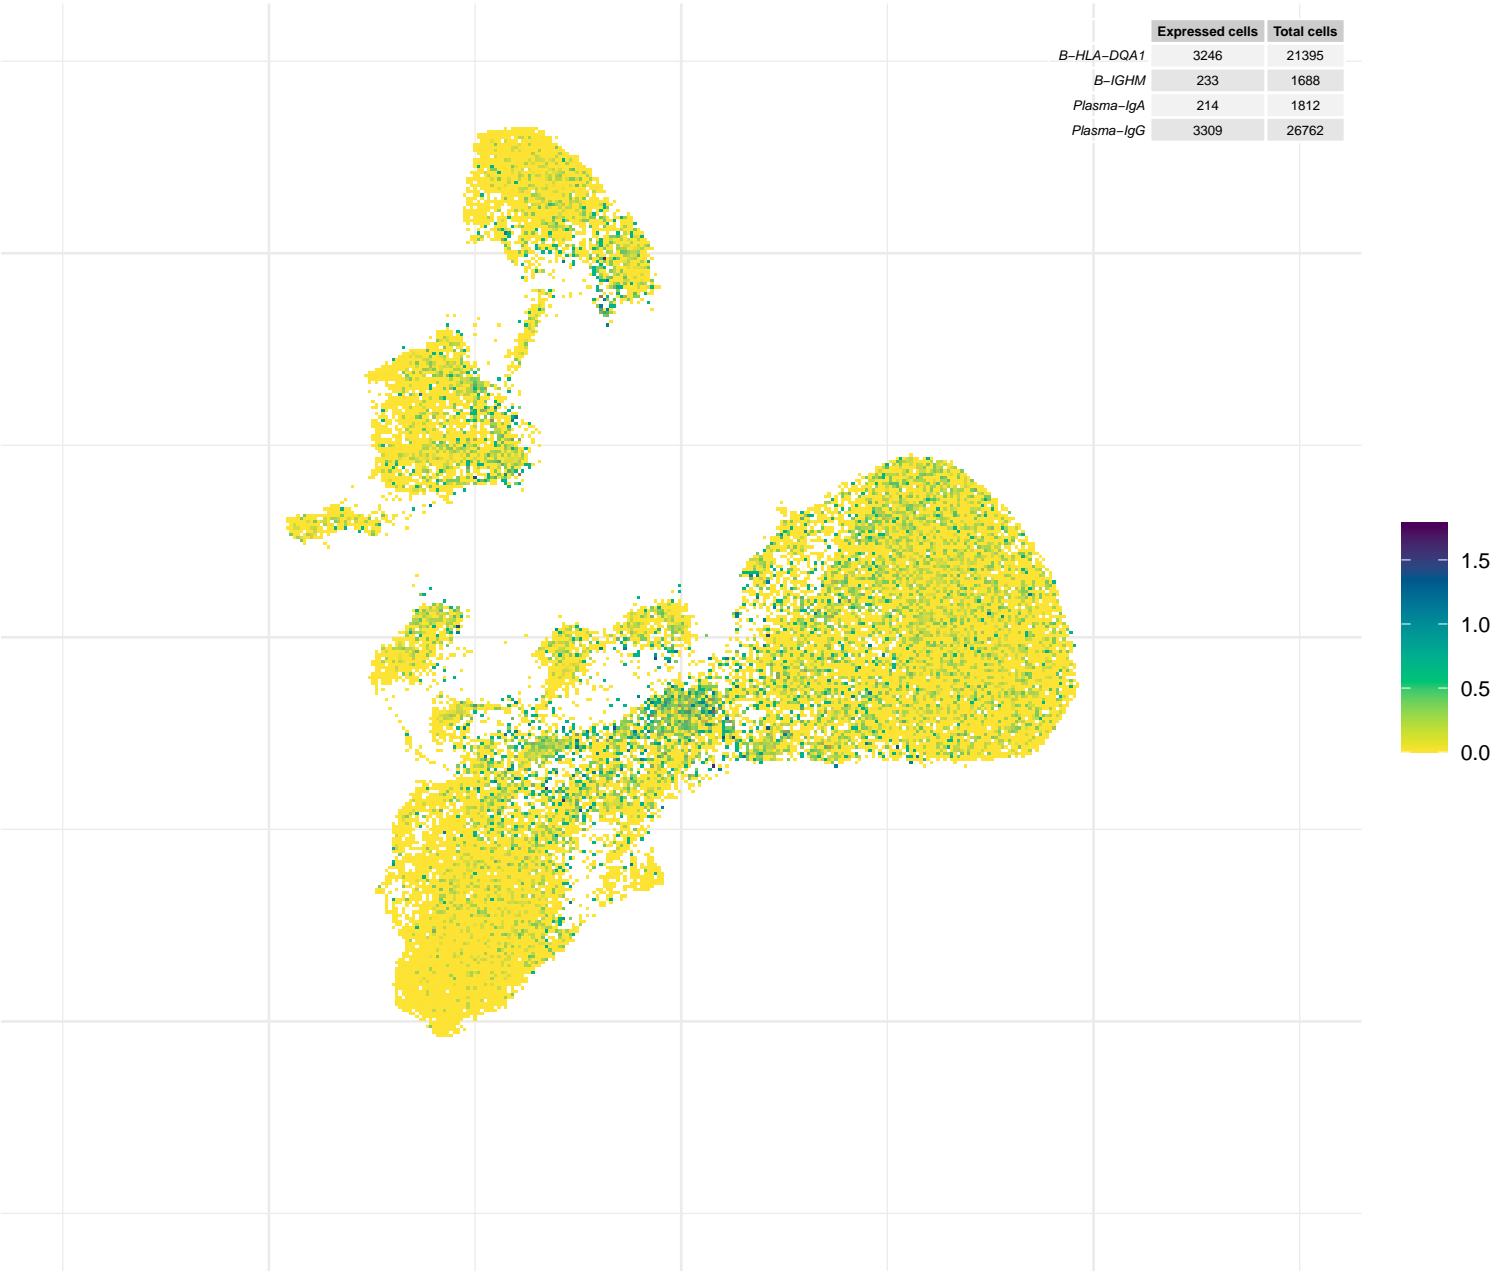 Expressed cells Total cells
B−HLA−DQA1 3246 21395
B−IGHM 233 1688
Plasma−IgA 214 1812
Plasma−IgG 3309 26762
1.5
1.0
0.5
0.0